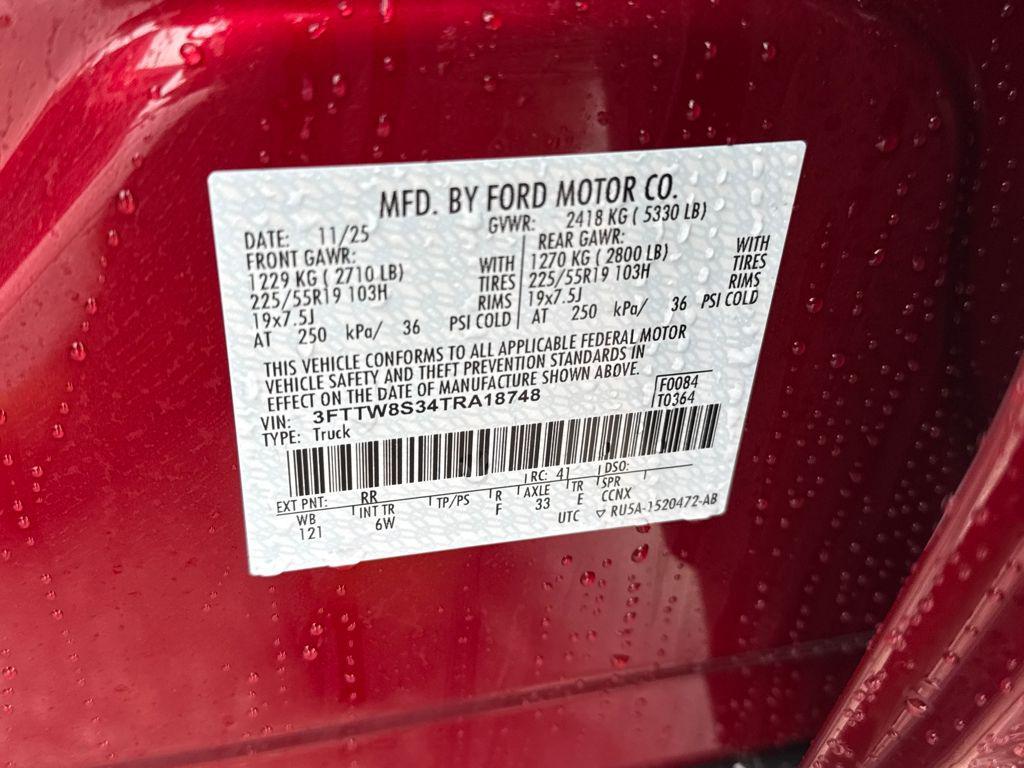 MFD. BY FORD MOTOR CO.
DATE: 11/25 GVWR: 2418 KG ( 5330 LB)
FRONT GAWR: REAR GAWR:
1229 KG ( 2710 LB) WITH 1270 KG ( 2800 LB) WITH
225/55R19 103H TIRES 225/55R19 103H TIRES
19x7.5J RIMS 19x7.5J RIMS
AT 250 kPa/ 36 PSI COLD AT 250 kPa/ 36 PSI COLD
THIS VEHICLE CONFORMS TO ALL APPLICABLE FEDERAL MOTOR
VEHICLE SAFETY AND THEFT PREVENTION STANDARDS IN
EFFECT ON THE DATE OF MANUFACTURE SHOWN ABOVE.
VIN: 3FTTW8S34TRA18748 F0084
TYPE: Truck T0364
EXT PNT: RR RC: 41 DSO:
WB INT TR TP/PS R AXLE TR SPR
121 6W F 33 E CCNX
UTC ▽ RU5A-1520472-AB